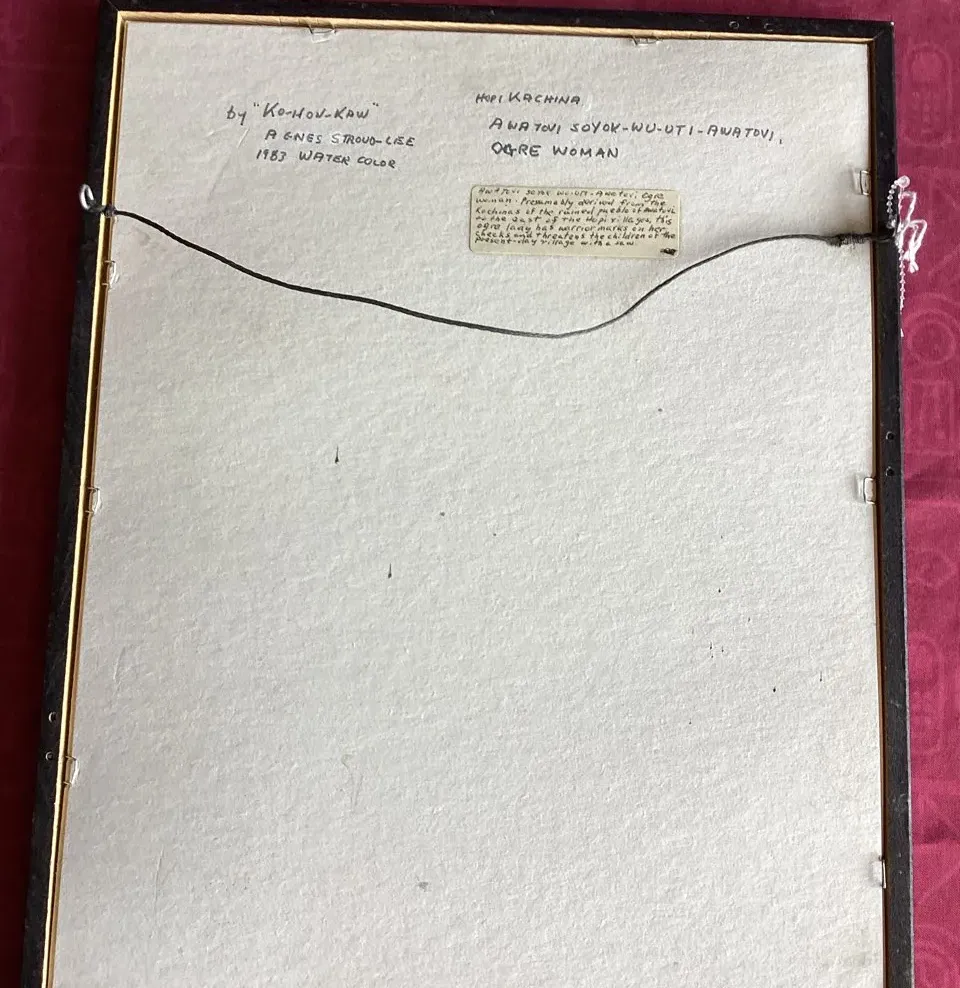 by "KO-HOU-KAW"
AGNES STROUD-LEE
1983 WATER COLOR
HOPI KACHINA
AWATOVI SOYOK-WU-UTI-AWATOVI,
OGRE WOMAN
Awatovi Soyok Wu-uti-Awatovi, Ogre
woman. Presumably derived from the
Kachinas of the ruined pueblo of Awatovi
to the east of the Hopi villages, this
ogre lady has warrior marks on her
cheeks and threatens the children of the
present-day village with a saw.